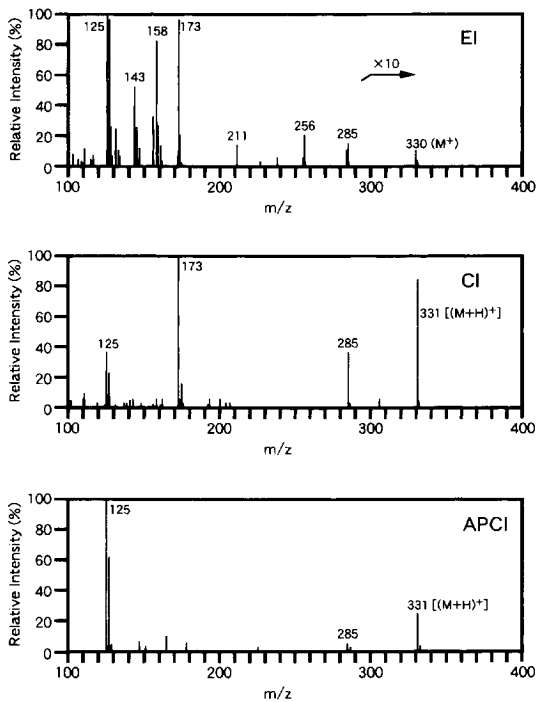 EI
Relative Intensity (%)
100
80
60
40
20
0
125
143
158
173
211
256
285
330 (M⁺)
×10
100 200 300 400
m/z
CI
Relative Intensity (%)
100
80
60
40
20
0
125
173
285
331 [(M+H)⁺]
100 200 300 400
m/z
APCI
Relative Intensity (%)
100
80
60
40
20
0
125
285
331 [(M+H)⁺]
100 200 300 400
m/z